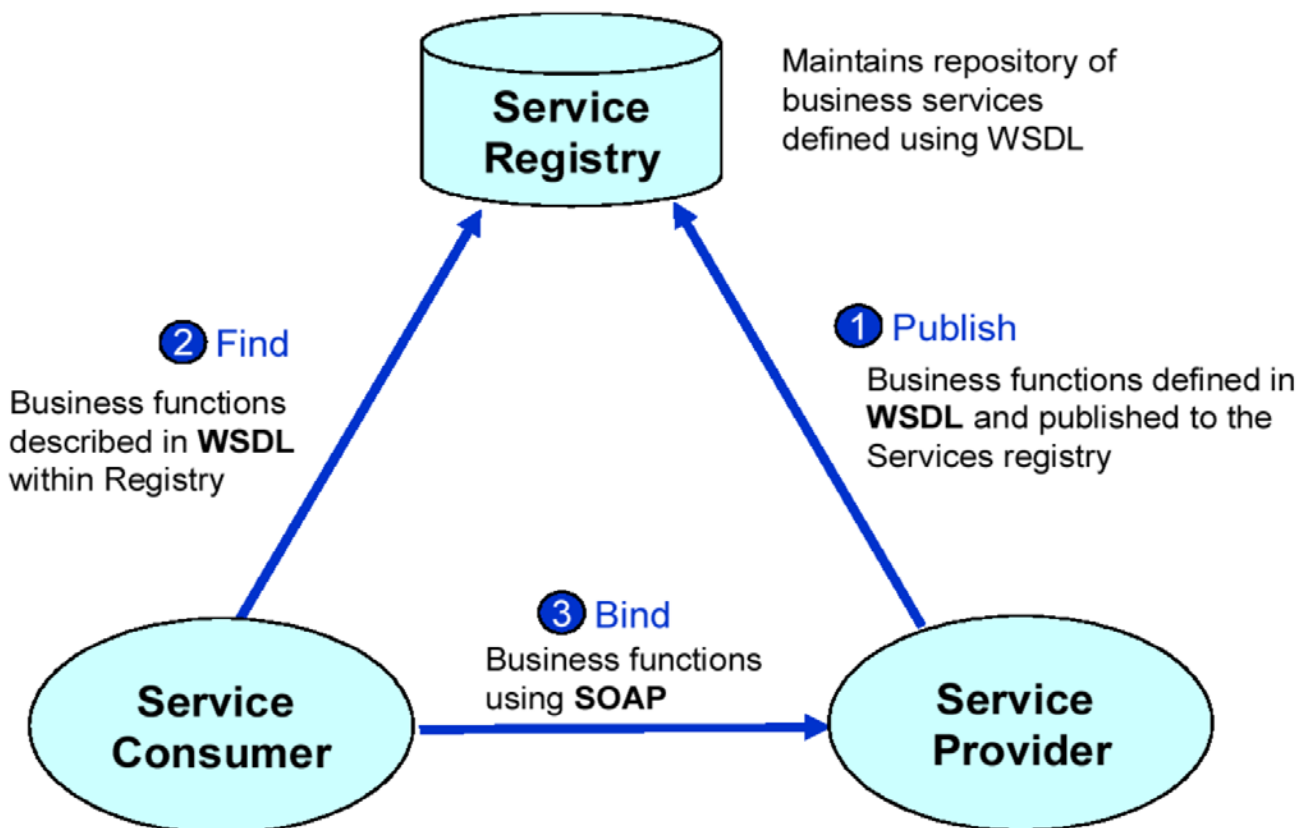 Service
Registry
Maintains repository of
business services
defined using WSDL
2 Find
Business functions
described in WSDL
within Registry
1 Publish
Business functions defined in
WSDL and published to the
Services registry
3 Bind
Business functions
using SOAP
Service
Consumer
Service
Provider